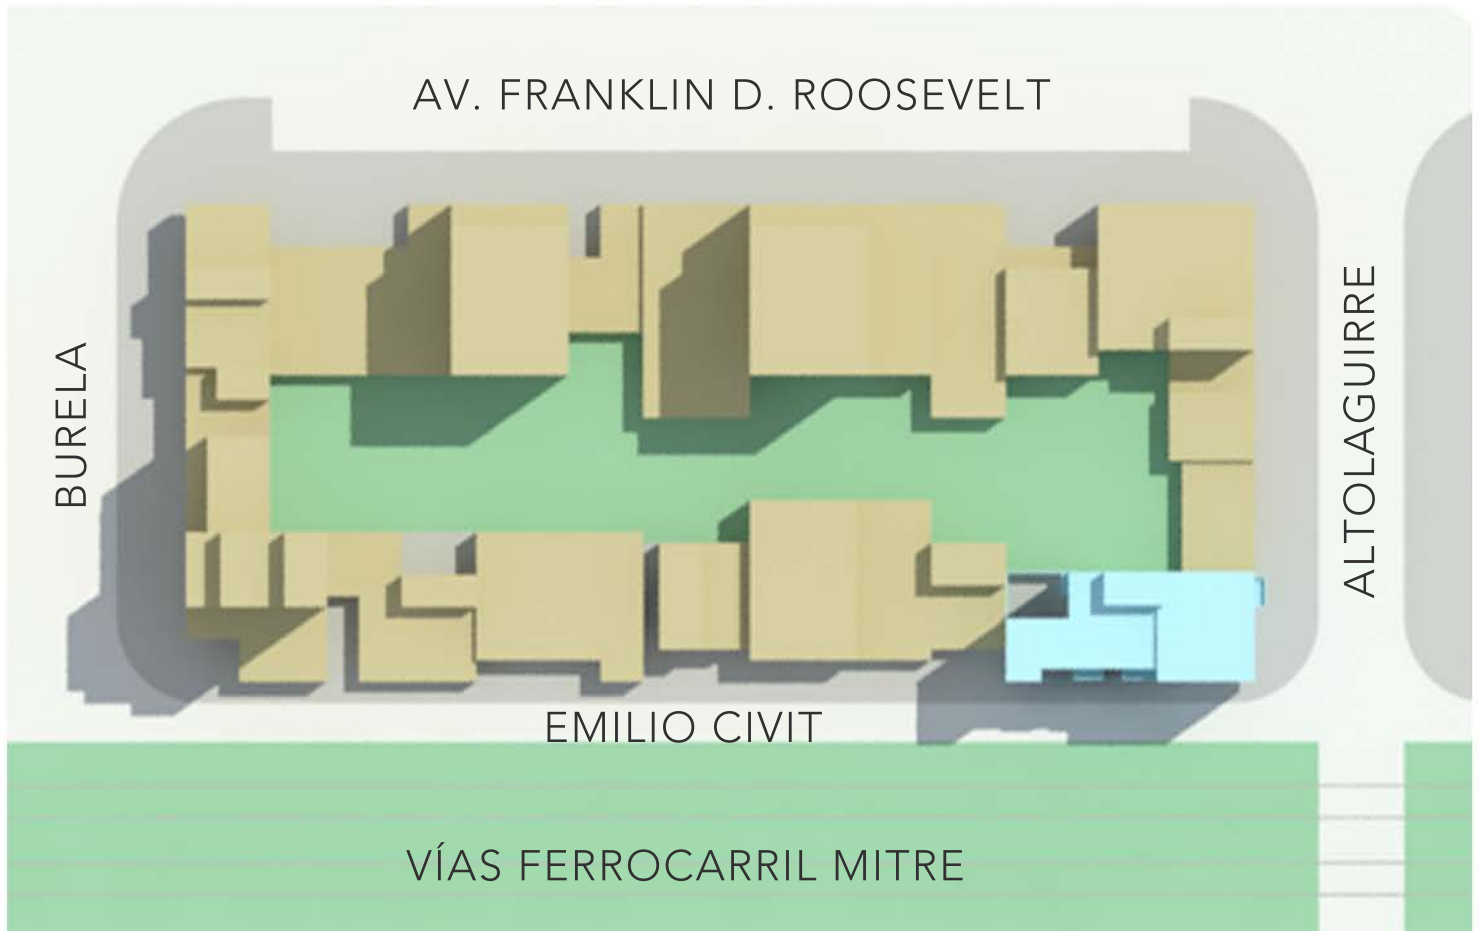 AV. FRANKLIN D. ROOSEVELT
BURELA
ALTOLAGUIRRE
EMILIO CIVIT
VÍAS FERROCARRIL MITRE